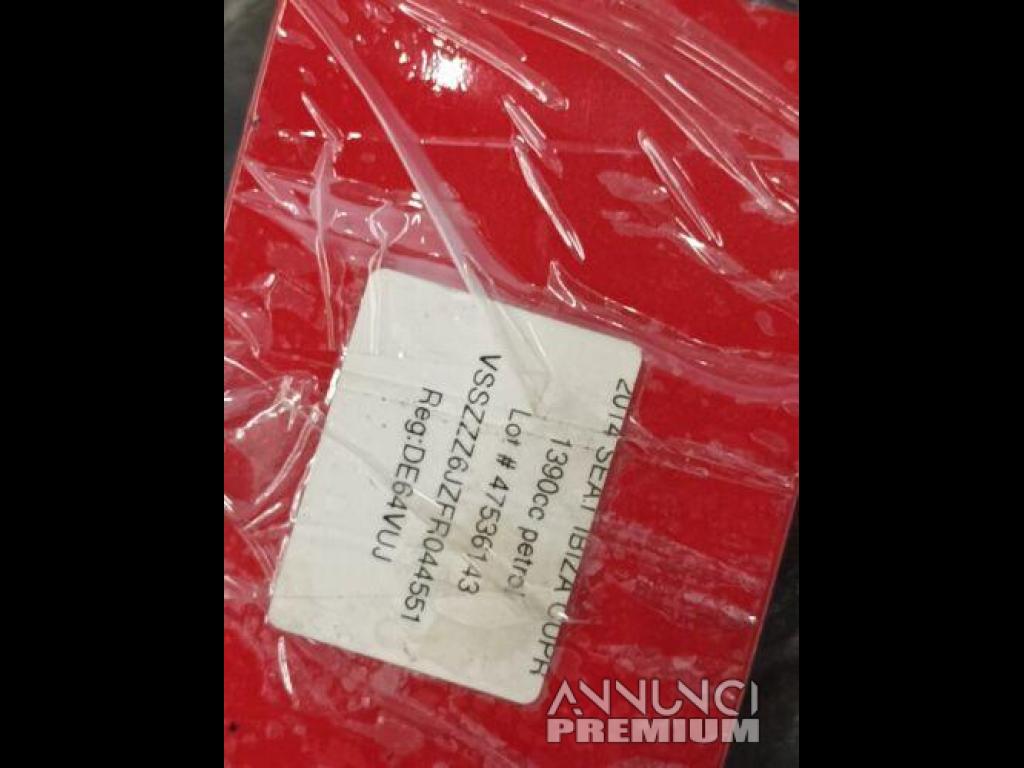 2014 SEAT IBIZA CUPR
1390cc petrol
Lot # 47536143
VSSZZZ6JZFR044551
Reg:DE64VUJ
ANNUNCI
PREMIUM